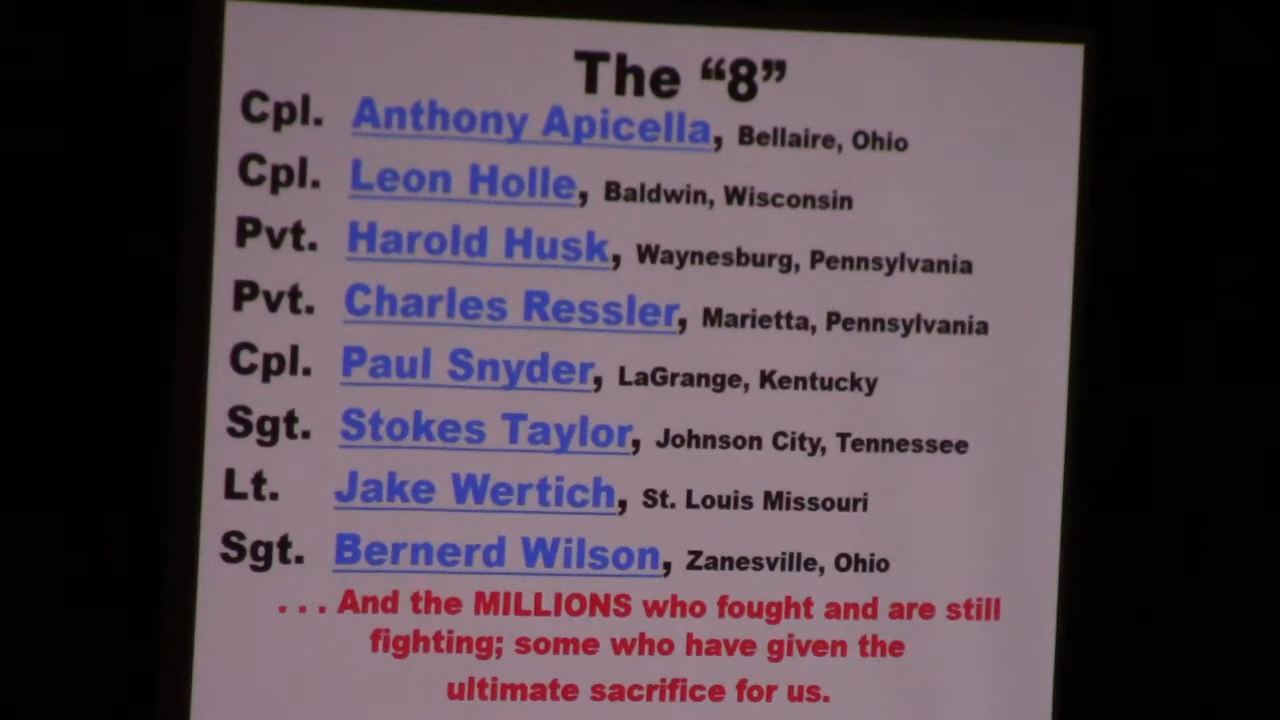 The “8”
Cpl. Anthony Apicella, Bellaire, Ohio
Cpl. Leon Holle, Baldwin, Wisconsin
Pvt. Harold Husk, Waynesburg, Pennsylvania
Pvt. Charles Ressler, Marietta, Pennsylvania
Cpl. Paul Snyder, LaGrange, Kentucky
Sgt. Stokes Taylor, Johnson City, Tennessee
Lt. Jake Wertich, St. Louis Missouri
Sgt. Bernerd Wilson, Zanesville, Ohio
. . . And the MILLIONS who fought and are still
fighting; some who have given the
ultimate sacrifice for us.